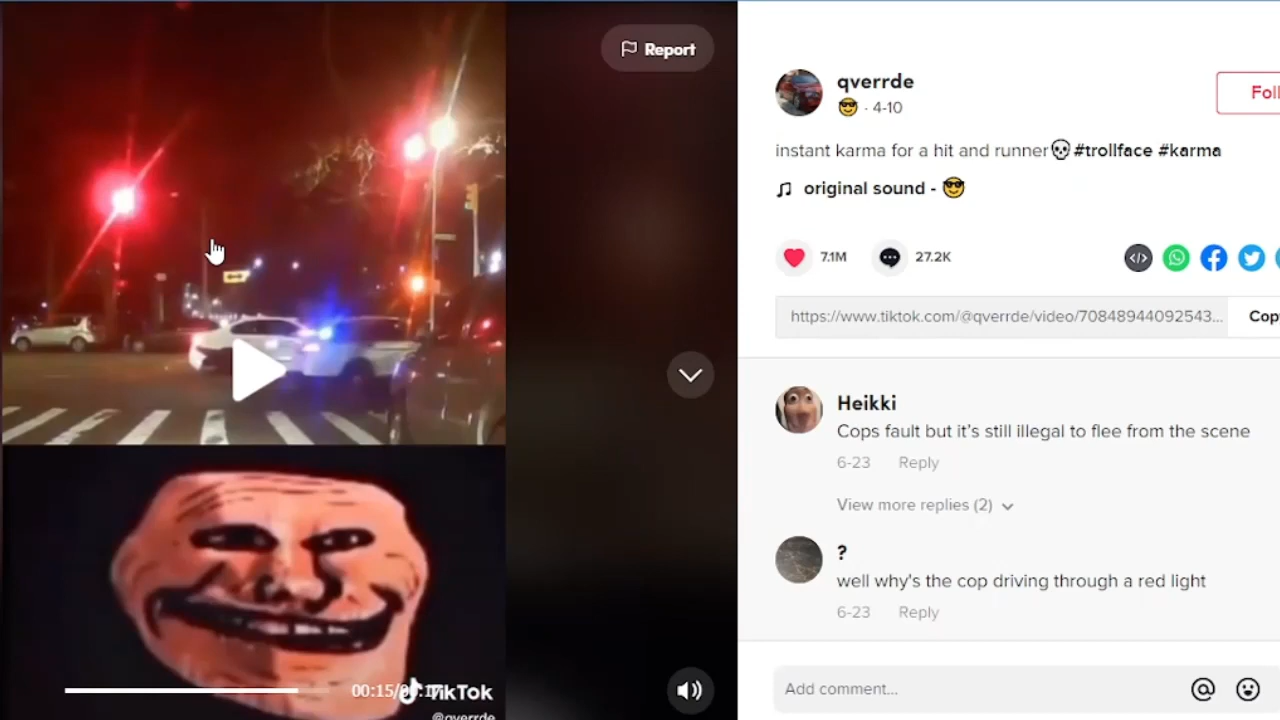 Report
qverrde
😎 · 4-10
Foll
instant karma for a hit and runner💀 #trollface #karma
original sound - 😎
7.1M
27.2K
https://www.tiktok.com/@qverrde/video/70848944092543...
Cop
Heikki
Cops fault but it's still illegal to flee from the scene
6-23 Reply
View more replies (2)
?
well why's the cop driving through a red light
6-23 Reply
00:15/
TikTok
@qverrde
Add comment...